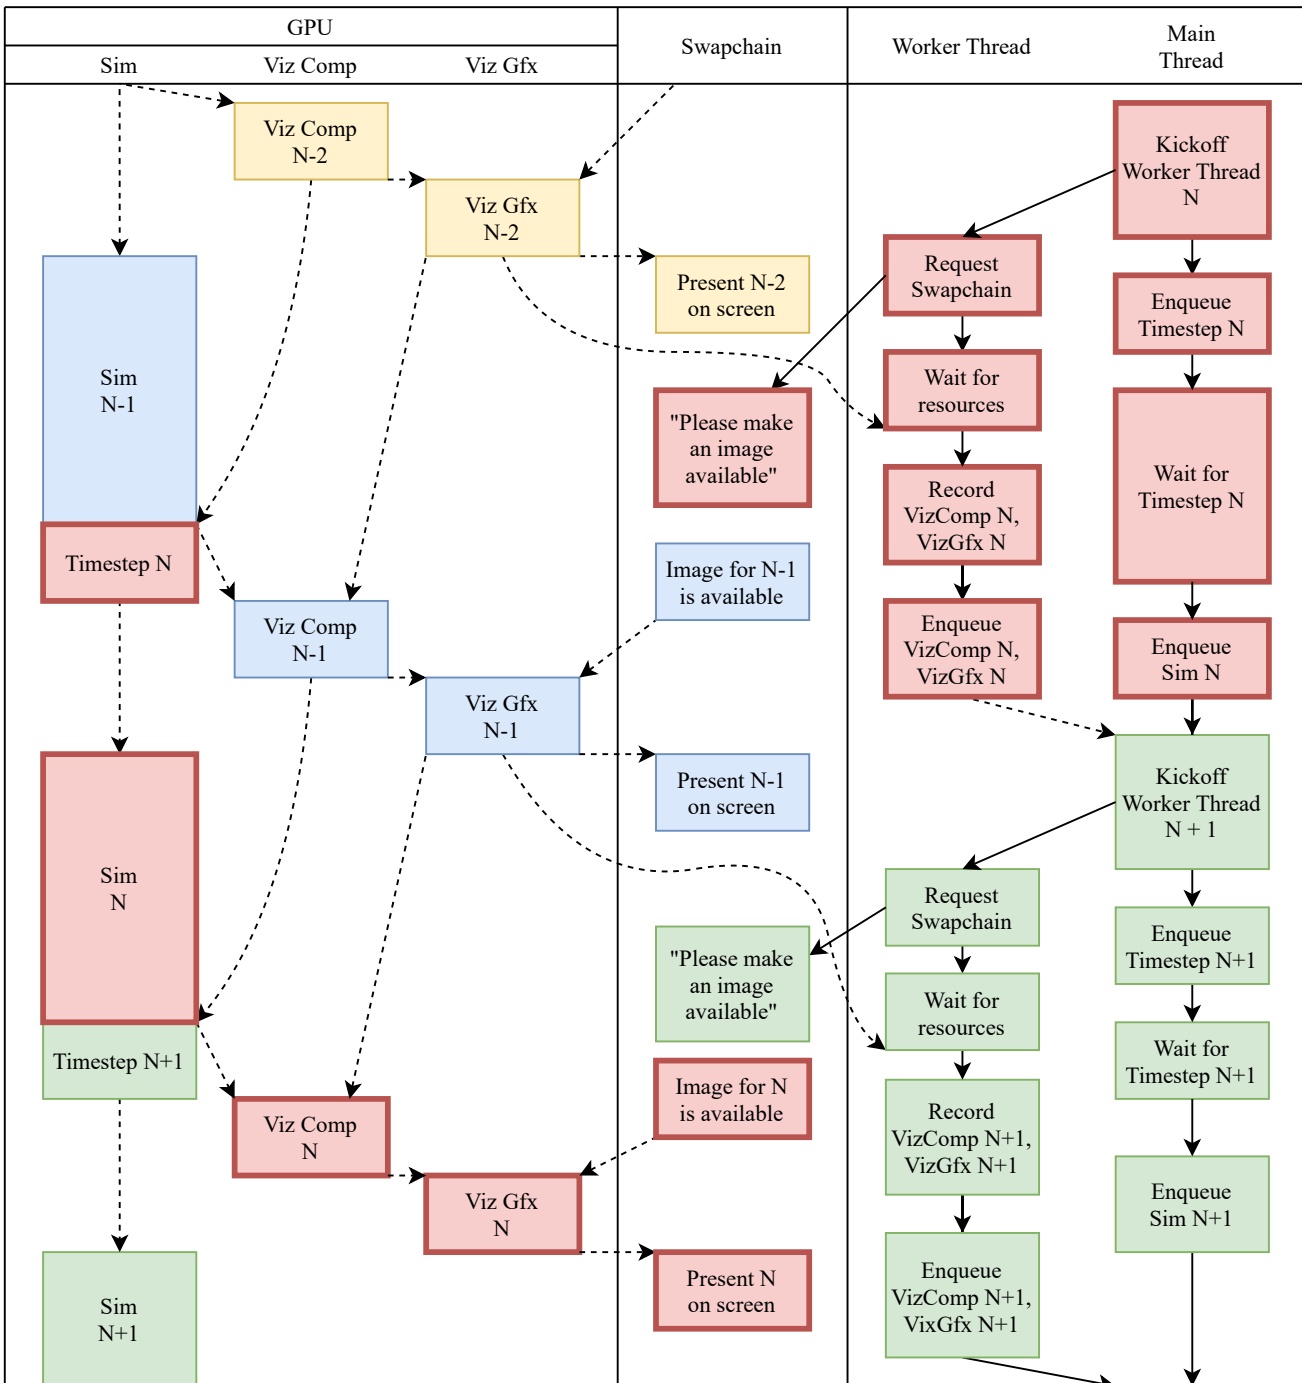 GPU
Swapchain
Worker Thread
Main
Thread
Sim
Viz Comp
Viz Gfx
Viz Comp
N-2
Viz Gfx
N-2
Present N-2
on screen
Sim
N-1
"Please make
an image
available"
Timestep N
Image for N-1
is available
Viz Comp
N-1
Viz Gfx
N-1
Present N-1
on screen
Sim
N
"Please make
an image
available"
Timestep N+1
Image for N
is available
Viz Comp
N
Viz Gfx
N
Present N
on screen
Sim
N+1
Request
Swapchain
Wait for
resources
Record
VizComp N,
VizGfx N
Enqueue
VizComp N,
VizGfx N
Request
Swapchain
Wait for
resources
Record
VizComp N+1,
VizGfx N+1
Enqueue
VizComp N+1,
VixGfx N+1
Kickoff
Worker Thread
N
Enqueue
Timestep N
Wait for
Timestep N
Enqueue
Sim N
Kickoff
Worker Thread
N + 1
Enqueue
Timestep N+1
Wait for
Timestep N+1
Enqueue
Sim N+1